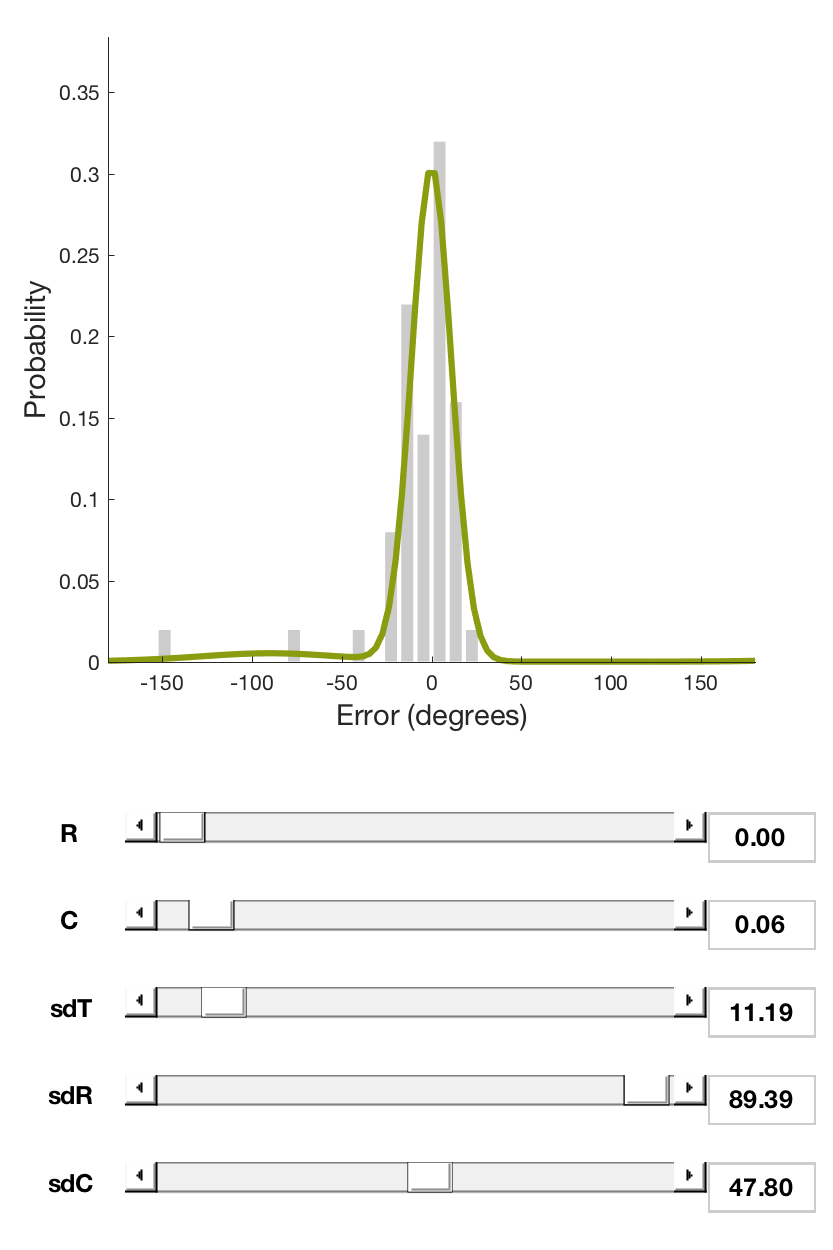 0.35
0.3
0.25
0.2
0.15
0.1
0.05
0
Probability
-150 -100 -50 0 50 100 150
Error (degrees)
R 0.00
C 0.06
sdT 11.19
sdR 89.39
sdC 47.80